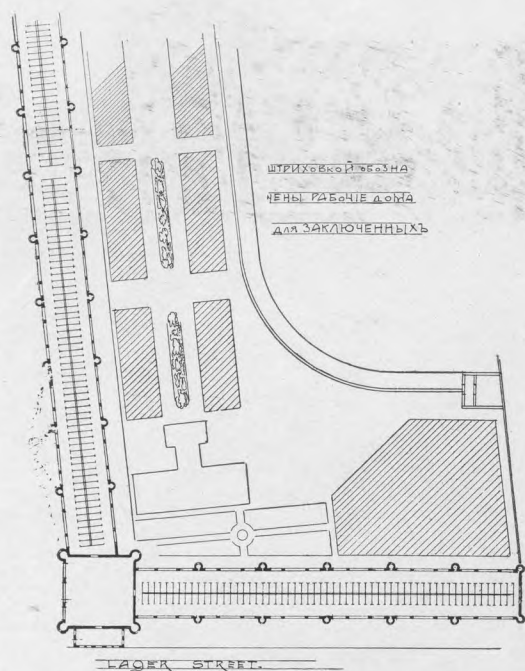 ШТРИХОВКОЙ ОБОЗНА
ЧЕНЫ РАБОЧІЕ ДОМА
для ЗАКЛЮЧЕННЫХЪ
LAGER STREET.